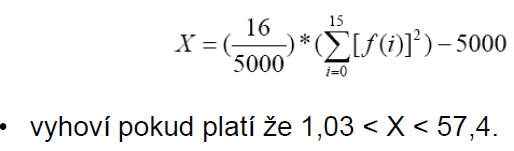 X = (16/5000) * (∑_{i=0}^{15} [f(i)]²) − 5000
• vyhoví pokud platí že 1,03 < X < 57,4.